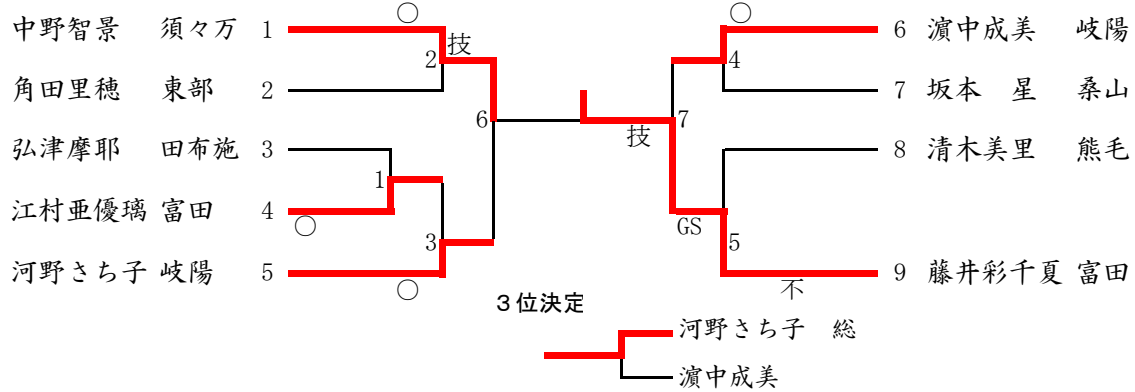 ○
中野智景 須々万 1
技
2
角田里穂 東部 2
6
弘津摩耶 田布施 3
1
江村亜優璃 富田 4
○
3
河野さち子 岐陽 5
○
○
6 濵中成美 岐陽
4
7 坂本 星 桑山
7
技
8 清木美里 熊毛
GS
5
9 藤井彩千夏 富田
不
3位決定
河野さち子 総
濵中成美